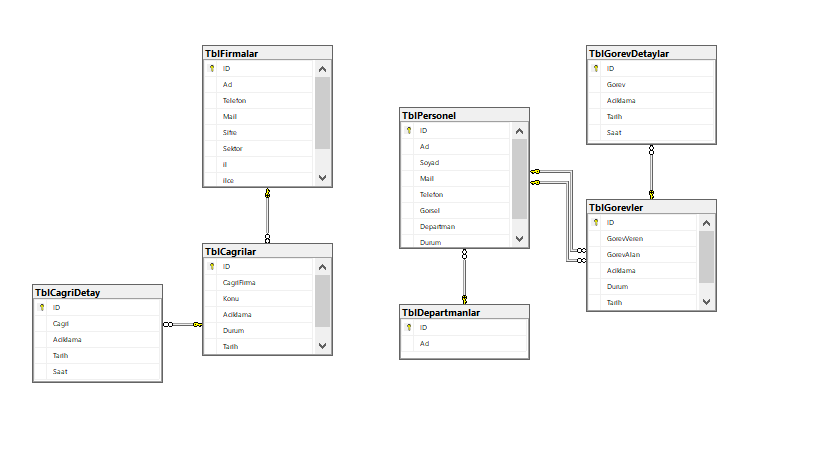 TblFirmalar
ID
Ad
Telefon
Mail
Sifre
Sektor
il
ilce
TblCagrilar
ID
CagriFirma
Konu
Aciklama
Durum
Tarih
TblCagriDetay
ID
Cagri
Aciklama
Tarih
Saat
TblPersonel
ID
Ad
Soyad
Mail
Telefon
Gorsel
Departman
Durum
TblDepartmanlar
ID
Ad
TblGorevDetaylar
ID
Gorev
Aciklama
Tarih
Saat
TblGorevler
ID
GorevVeren
GorevAlan
Aciklama
Durum
Tarih